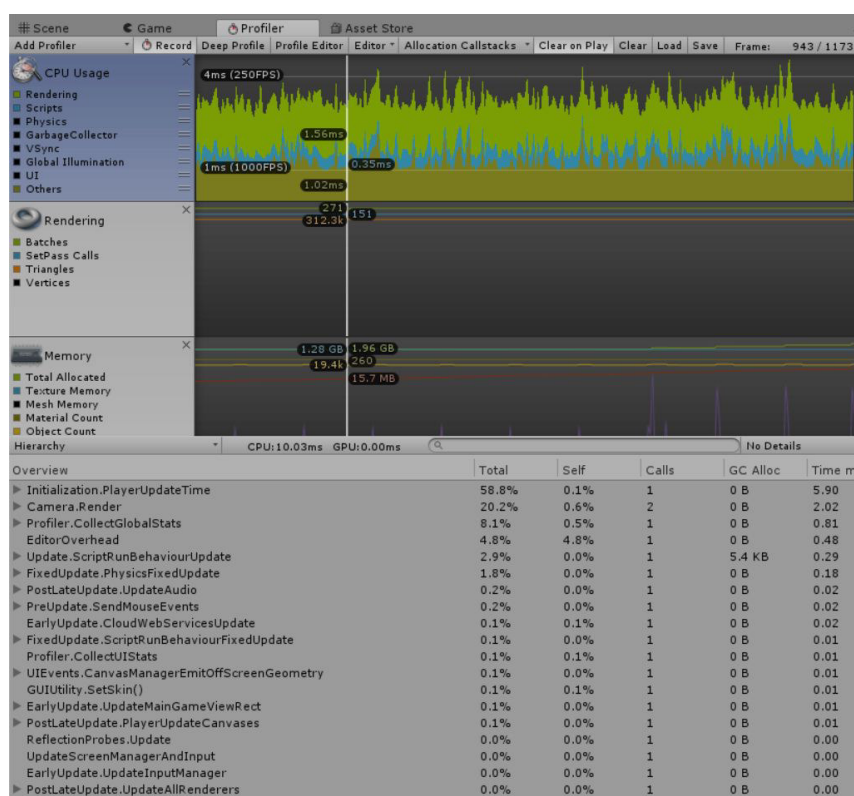 Scene Game Profiler Asset Store
Add Profiler Record Deep Profile Profile Editor Editor Allocation Callstacks Clear on Play Clear Load Save Frame: 943 / 1173
CPU Usage
Rendering
Scripts
Physics
GarbageCollector
VSync
Global Illumination
UI
Others
4ms (250FPS)
1.56ms
1ms (1000FPS) 0.35ms
1.02ms
Rendering
Batches
SetPass Calls
Triangles
Vertices
271
151
312.3k
Memory
Total Allocated
Texture Memory
Mesh Memory
Material Count
Object Count
1.28 GB 1.96 GB
19.4k 260
15.7 MB
Hierarchy CPU:10.03ms GPU:0.00ms No Details
Overview Total Self Calls GC Alloc Time m
Initialization.PlayerUpdateTime 58.8% 0.1% 1 0 B 5.90
Camera.Render 20.2% 0.6% 2 0 B 2.02
Profiler.CollectGlobalStats 8.1% 0.5% 1 0 B 0.81
EditorOverhead 4.8% 4.8% 1 0 B 0.48
Update.ScriptRunBehaviourUpdate 2.9% 0.0% 1 5.4 KB 0.29
FixedUpdate.PhysicsFixedUpdate 1.8% 0.0% 1 0 B 0.18
PostLateUpdate.UpdateAudio 0.2% 0.0% 1 0 B 0.02
PreUpdate.SendMouseEvents 0.2% 0.0% 1 0 B 0.02
EarlyUpdate.CloudWebServicesUpdate 0.1% 0.1% 1 0 B 0.02
FixedUpdate.ScriptRunBehaviourFixedUpdate 0.1% 0.0% 1 0 B 0.01
Profiler.CollectUIStats 0.1% 0.1% 1 0 B 0.01
UIEvents.CanvasManagerEmitOffScreenGeometry 0.1% 0.0% 1 0 B 0.01
GUIUtility.SetSkin() 0.1% 0.1% 1 0 B 0.01
EarlyUpdate.UpdateMainGameViewRect 0.1% 0.0% 1 0 B 0.01
PostLateUpdate.PlayerUpdateCanvases 0.1% 0.0% 1 0 B 0.01
ReflectionProbes.Update 0.0% 0.0% 1 0 B 0.00
UpdateScreenManagerAndInput 0.0% 0.0% 1 0 B 0.00
EarlyUpdate.UpdateInputManager 0.0% 0.0% 1 0 B 0.00
PostLateUpdate.UpdateAllRenderers 0.0% 0.0% 1 0 B 0.00